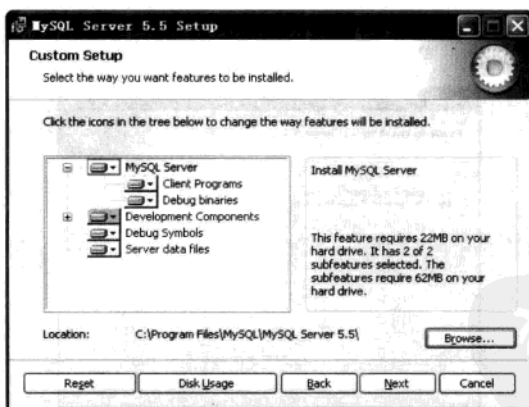 MySQL Server 5.5 Setup
Custom Setup
Select the way you want features to be installed.
Click the icons in the tree below to change the way features will be installed.
MySQL Server
Client Programs
Debug binaries
Development Components
Debug Symbols
Server data files
Install MySQL Server
This feature requires 22MB on your
hard drive. It has 2 of 2
subfeatures selected. The
subfeatures require 62MB on your
hard drive.
Location: C:\Program Files\MySQL\MySQL Server 5.5\
Browse...
Reset Disk Usage Back Next Cancel